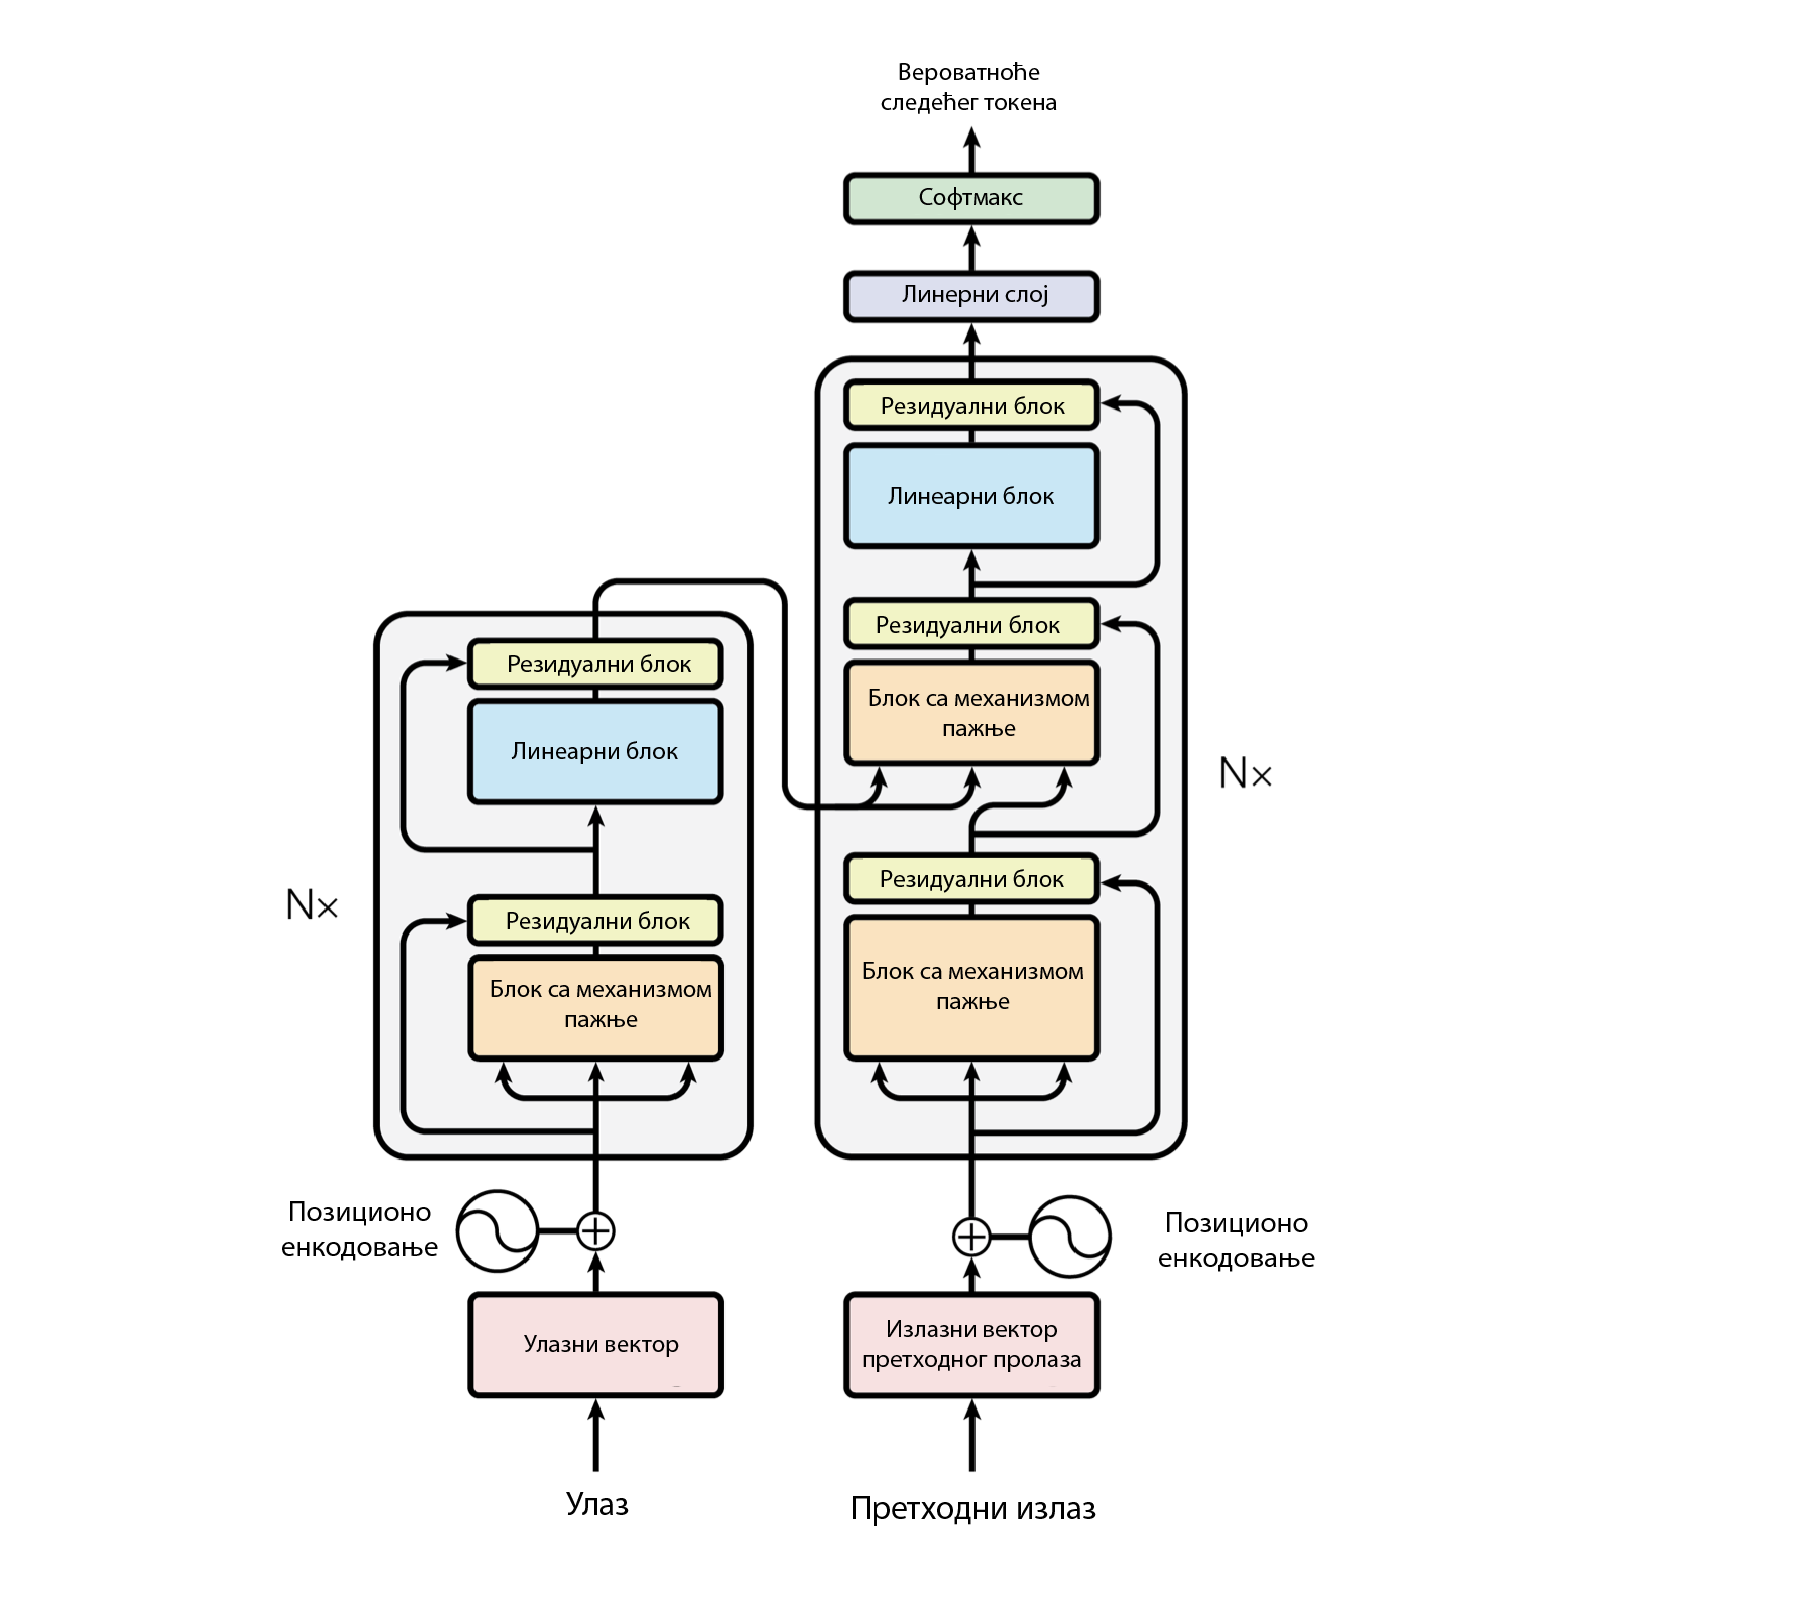 Вероватноће
следећег токена
Софтмакс
Линерни слој
Резидуални блок
Линеарни блок
Резидуални блок
Блок са механизмом
пажње
Резидуални блок
Блок са механизмом
пажње
N×
Резидуални блок
Линеарни блок
Резидуални блок
Блок са механизмом
пажње
N×
Позиционо
енкодовање
Позиционо
енкодовање
Улазни вектор
Излазни вектор
претходног пролаза
Улаз
Претходни излаз